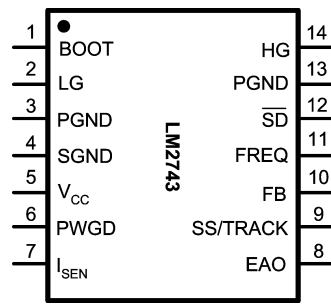 1 BOOT HG 14
2 LG PGND 13
3 PGND SD 12
4 SGND FREQ 11
5 VCC FB 10
6 PWGD SS/TRACK 9
7 ISEN EAO 8
LM2743